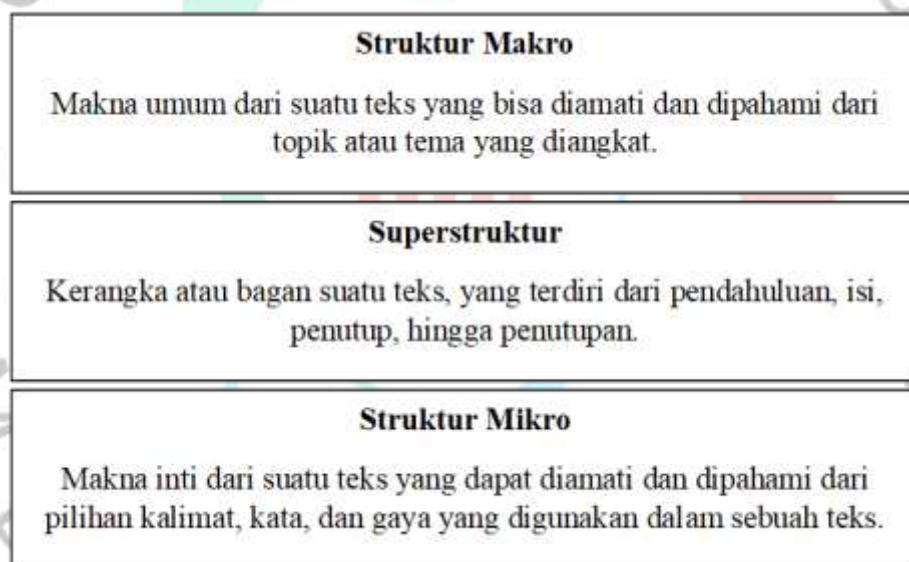 Struktur Makro
Makna umum dari suatu teks yang bisa diamati dan dipahami dari
topik atau tema yang diangkat.
Superstruktur
Kerangka atau bagan suatu teks, yang terdiri dari pendahuluan, isi,
penutup, hingga penutupan.
Struktur Mikro
Makna inti dari suatu teks yang dapat diamati dan dipahami dari
pilihan kalimat, kata, dan gaya yang digunakan dalam sebuah teks.